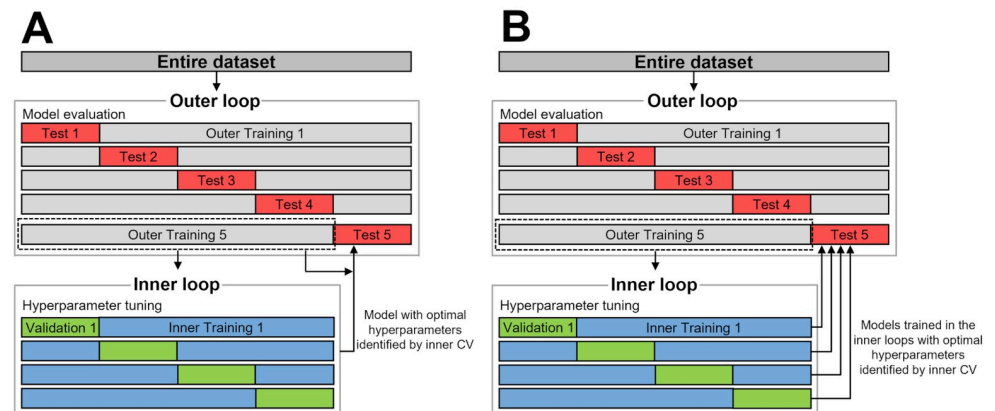 A
Entire dataset
Outer loop
Model evaluation
Test 1
Outer Training 1
Test 2
Test 3
Test 4
Outer Training 5
Test 5
Inner loop
Hyperparameter tuning
Validation 1
Inner Training 1
Model with optimal
hyperparameters
identified by inner CV
B
Entire dataset
Outer loop
Model evaluation
Test 1
Outer Training 1
Test 2
Test 3
Test 4
Outer Training 5
Test 5
Inner loop
Hyperparameter tuning
Validation 1
Inner Training 1
Models trained in the
inner loops with optimal
hyperparameters
identified by inner CV